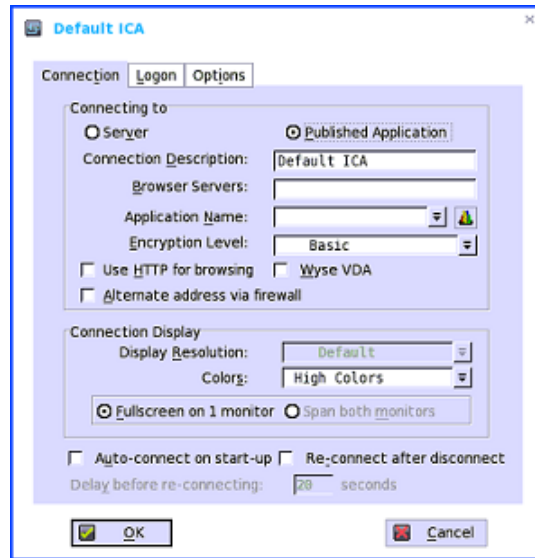 Default ICA
Connection Logon Options
Connecting to
Server Published Application
Connection Description: Default ICA
Browser Servers:
Application Name:
Encryption Level: Basic
Use HTTP for browsing Wyse VDA
Alternate address via firewall
Connection Display
Display Resolution: Default
Colors: High Colors
Fullscreen on 1 monitor Span both monitors
Auto-connect on start-up Re-connect after disconnect
Delay before re-connecting: 20 seconds
OK Cancel